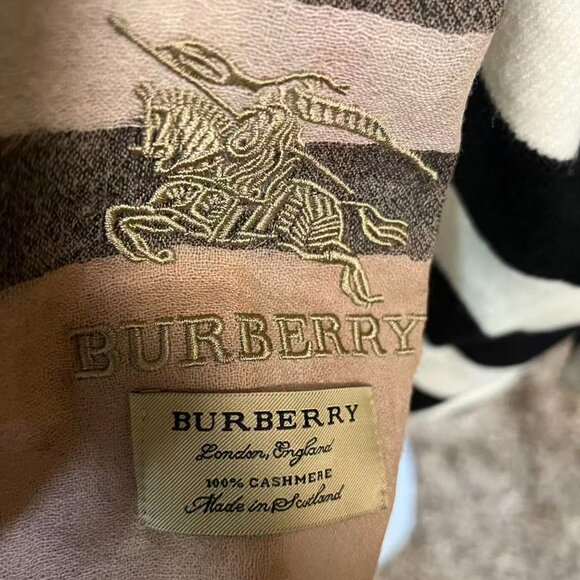 BURBERRY
BURBERRY
London, England
100% CASHMERE
Made in Scotland